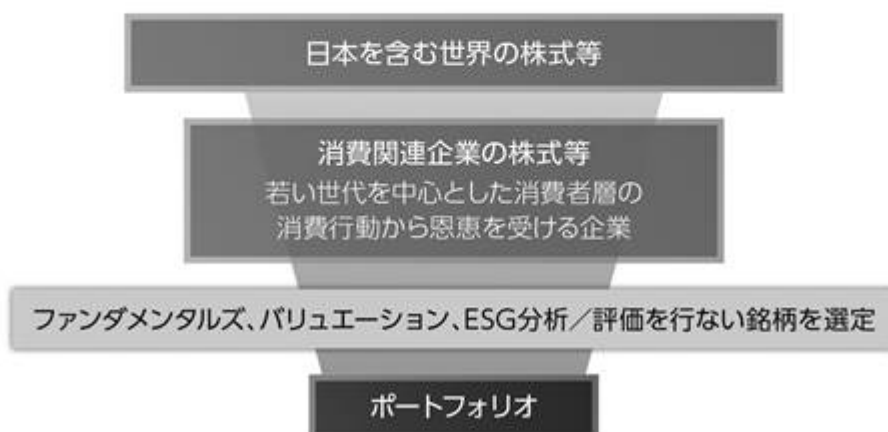 日本を含む世界の株式等
消費関連企業の株式等
若い世代を中心とした消費者層の
消費行動から恩恵を受ける企業
ファンダメンタルズ、バリュエーション、ESG分析／評価を行ない銘柄を選定
ポートフォリオ